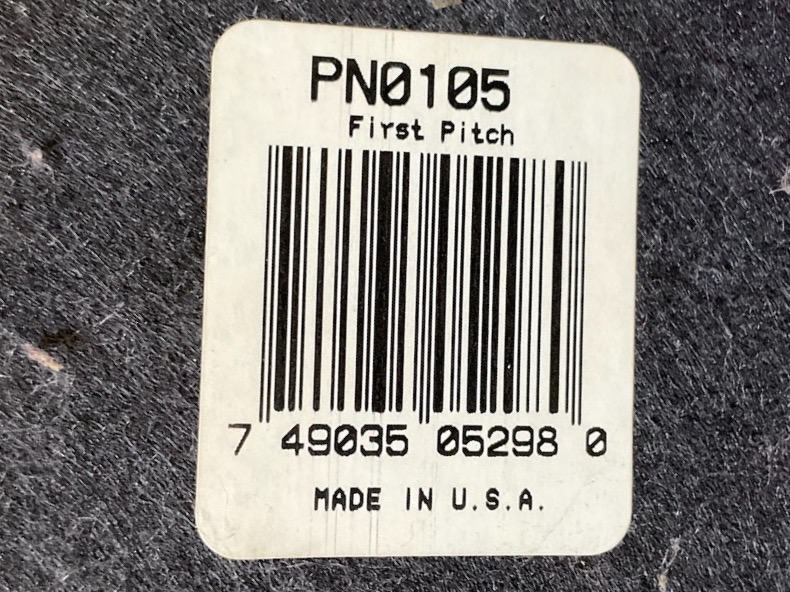 PN0105
First Pitch
7 49035 05298 0
MADE IN U.S.A.